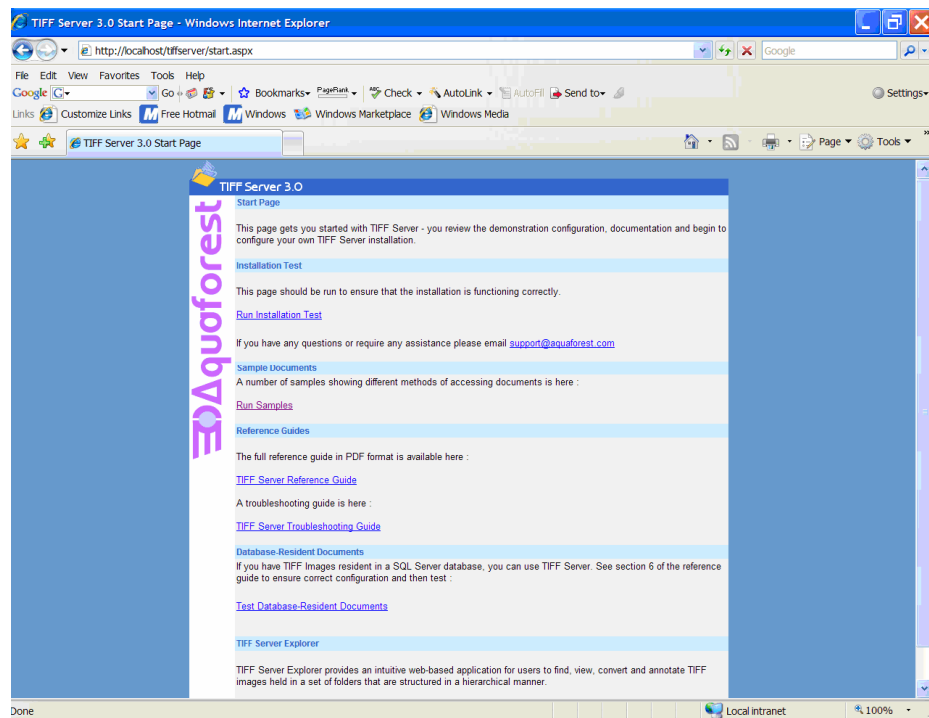 TIFF Server 3.0 Start Page - Windows Internet Explorer
http://localhost/tiffserver/start.aspx
Google
File Edit View Favorites Tools Help
Google G Go Bookmarks PageRank Check AutoLink AutoFill Send to Settings
Links Customize Links Free Hotmail Windows Windows Marketplace Windows Media
TIFF Server 3.0 Start Page
Page Tools »
TIFF Server 3.0
Aquaforest
Start Page
This page gets you started with TIFF Server - you review the demonstration configuration, documentation and begin to
configure your own TIFF Server installation.
Installation Test
This page should be run to ensure that the installation is functioning correctly.
Run Installation Test
If you have any questions or require any assistance please email support@aquaforest.com
Sample Documents
A number of samples showing different methods of accessing documents is here :
Run Samples
Reference Guides
The full reference guide in PDF format is available here :
TIFF Server Reference Guide
A troubleshooting guide is here :
TIFF Server Troubleshooting Guide
Database-Resident Documents
If you have TIFF Images resident in a SQL Server database, you can use TIFF Server. See section 6 of the reference
guide to ensure correct configuration and then test :
Test Database-Resident Documents
TIFF Server Explorer
TIFF Server Explorer provides an intuitive web-based application for users to find, view, convert and annotate TIFF
images held in a set of folders that are structured in a hierarchical manner.
Done Local intranet 100%